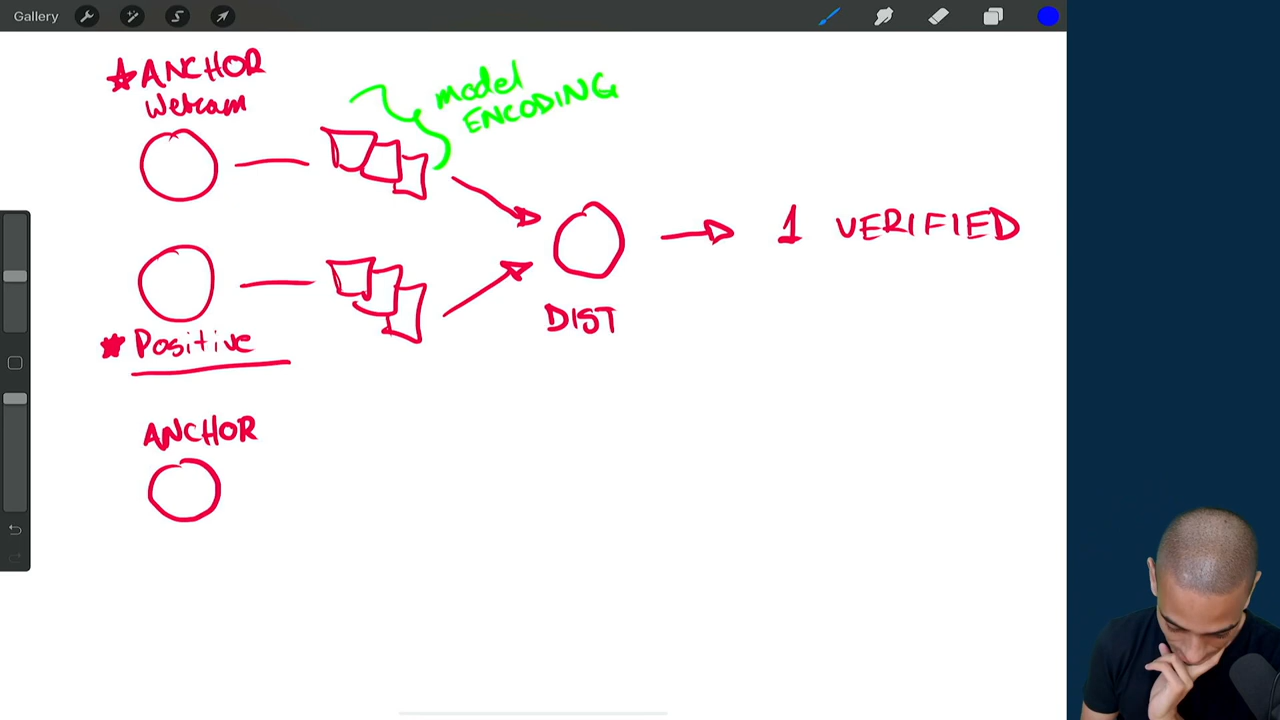 Gallery
ANCHOR
Webcam
model
ENCODING
1 VERIFIED
DIST
Positive
ANCHOR